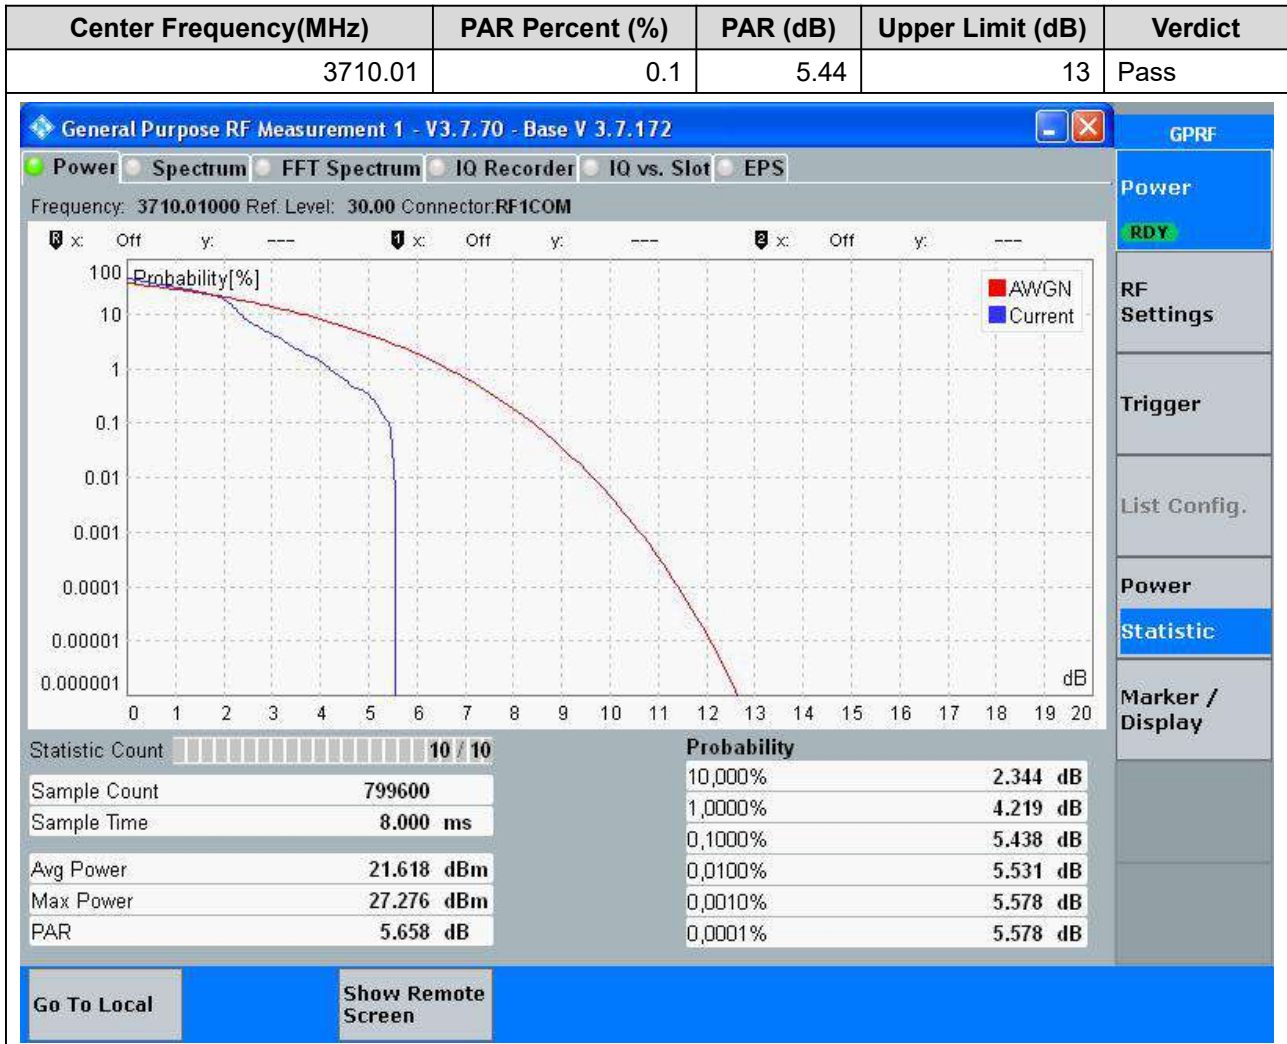 Center Frequency(MHz) PAR Percent (%) PAR (dB) Upper Limit (dB) Verdict
3710.01 0.1 5.44 13 Pass
General Purpose RF Measurement 1 - V3.7.70 - Base V 3.7.172
GPRF
Power Spectrum FFT Spectrum IQ Recorder IQ vs. Slot EPS
Frequency: 3710.01000 Ref. Level: 30.00 Connector:RF1COM
R x: Off y: --- 1 x: Off y: --- 2 x: Off y: ---
Probability[%]
AWGN
Current
100
10
1
0.1
0.01
0.001
0.0001
0.00001
0.000001
dB
0 1 2 3 4 5 6 7 8 9 10 11 12 13 14 15 16 17 18 19 20
Statistic Count 10 / 10
Sample Count 799600
Sample Time 8.000 ms
Avg Power 21.618 dBm
Max Power 27.276 dBm
PAR 5.658 dB
Probability
10,000% 2.344 dB
1,0000% 4.219 dB
0,1000% 5.438 dB
0,0100% 5.531 dB
0,0010% 5.578 dB
0,0001% 5.578 dB
Power
RDY
RF
Settings
Trigger
List Config.
Power
Statistic
Marker /
Display
Go To Local
Show Remote
Screen